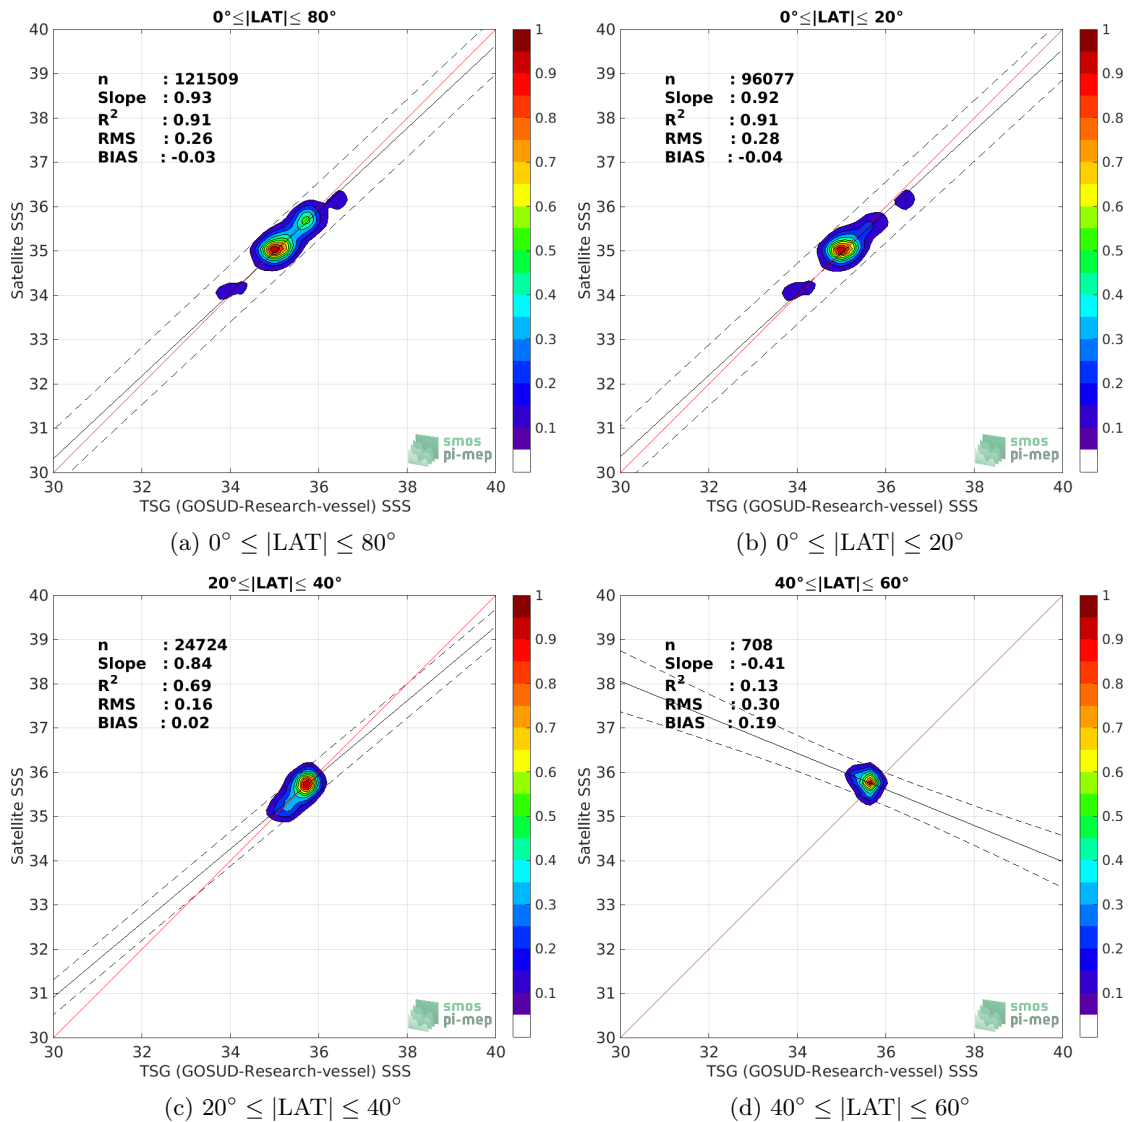 0°≤|LAT|≤ 80°
n : 121509
Slope : 0.93
R2 : 0.91
RMS : 0.26
BIAS : -0.03
40
39
38
37
36
35
34
33
32
31
30
30 32 34 36 38 40
Satellite SSS
TSG (GOSUD-Research-vessel) SSS
1
0.9
0.8
0.7
0.6
0.5
0.4
0.3
0.2
0.1
smos
pi-mep
(a) 0° ≤ |LAT| ≤ 80°
0°≤|LAT|≤ 20°
n : 96077
Slope : 0.92
R2 : 0.91
RMS : 0.28
BIAS : -0.04
40
39
38
37
36
35
34
33
32
31
30
30 32 34 36 38 40
Satellite SSS
TSG (GOSUD-Research-vessel) SSS
1
0.9
0.8
0.7
0.6
0.5
0.4
0.3
0.2
0.1
smos
pi-mep
(b) 0° ≤ |LAT| ≤ 20°
20°≤|LAT|≤ 40°
n : 24724
Slope : 0.84
R2 : 0.69
RMS : 0.16
BIAS : 0.02
40
39
38
37
36
35
34
33
32
31
30
30 32 34 36 38 40
Satellite SSS
TSG (GOSUD-Research-vessel) SSS
1
0.9
0.8
0.7
0.6
0.5
0.4
0.3
0.2
0.1
smos
pi-mep
(c) 20° ≤ |LAT| ≤ 40°
40°≤|LAT|≤ 60°
n : 708
Slope : -0.41
R2 : 0.13
RMS : 0.30
BIAS : 0.19
40
39
38
37
36
35
34
33
32
31
30
30 32 34 36 38 40
Satellite SSS
TSG (GOSUD-Research-vessel) SSS
1
0.9
0.8
0.7
0.6
0.5
0.4
0.3
0.2
0.1
smos
pi-mep
(d) 40° ≤ |LAT| ≤ 60°